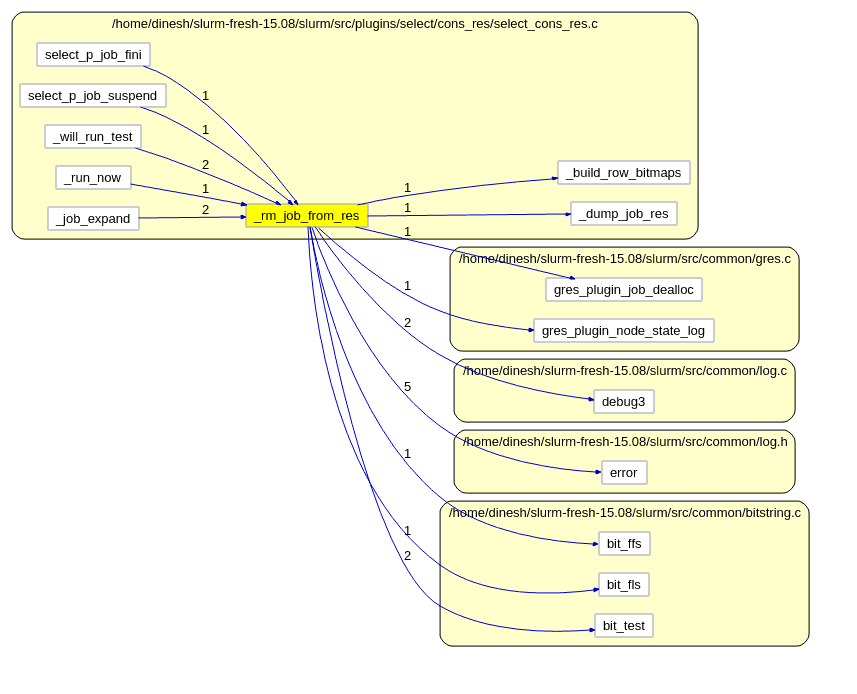 /home/dinesh/slurm-fresh-15.08/slurm/src/plugins/select/cons_res/select_cons_res.c
select_p_job_fini
select_p_job_suspend
_will_run_test
_run_now
_job_expand
1
1
2
1
2
_rm_job_from_res
1
1
1
1
2
5
1
1
2
_build_row_bitmaps
_dump_job_res
/home/dinesh/slurm-fresh-15.08/slurm/src/common/gres.c
gres_plugin_job_dealloc
gres_plugin_node_state_log
/home/dinesh/slurm-fresh-15.08/slurm/src/common/log.c
debug3
/home/dinesh/slurm-fresh-15.08/slurm/src/common/log.h
error
/home/dinesh/slurm-fresh-15.08/slurm/src/common/bitstring.c
bit_ffs
bit_fls
bit_test